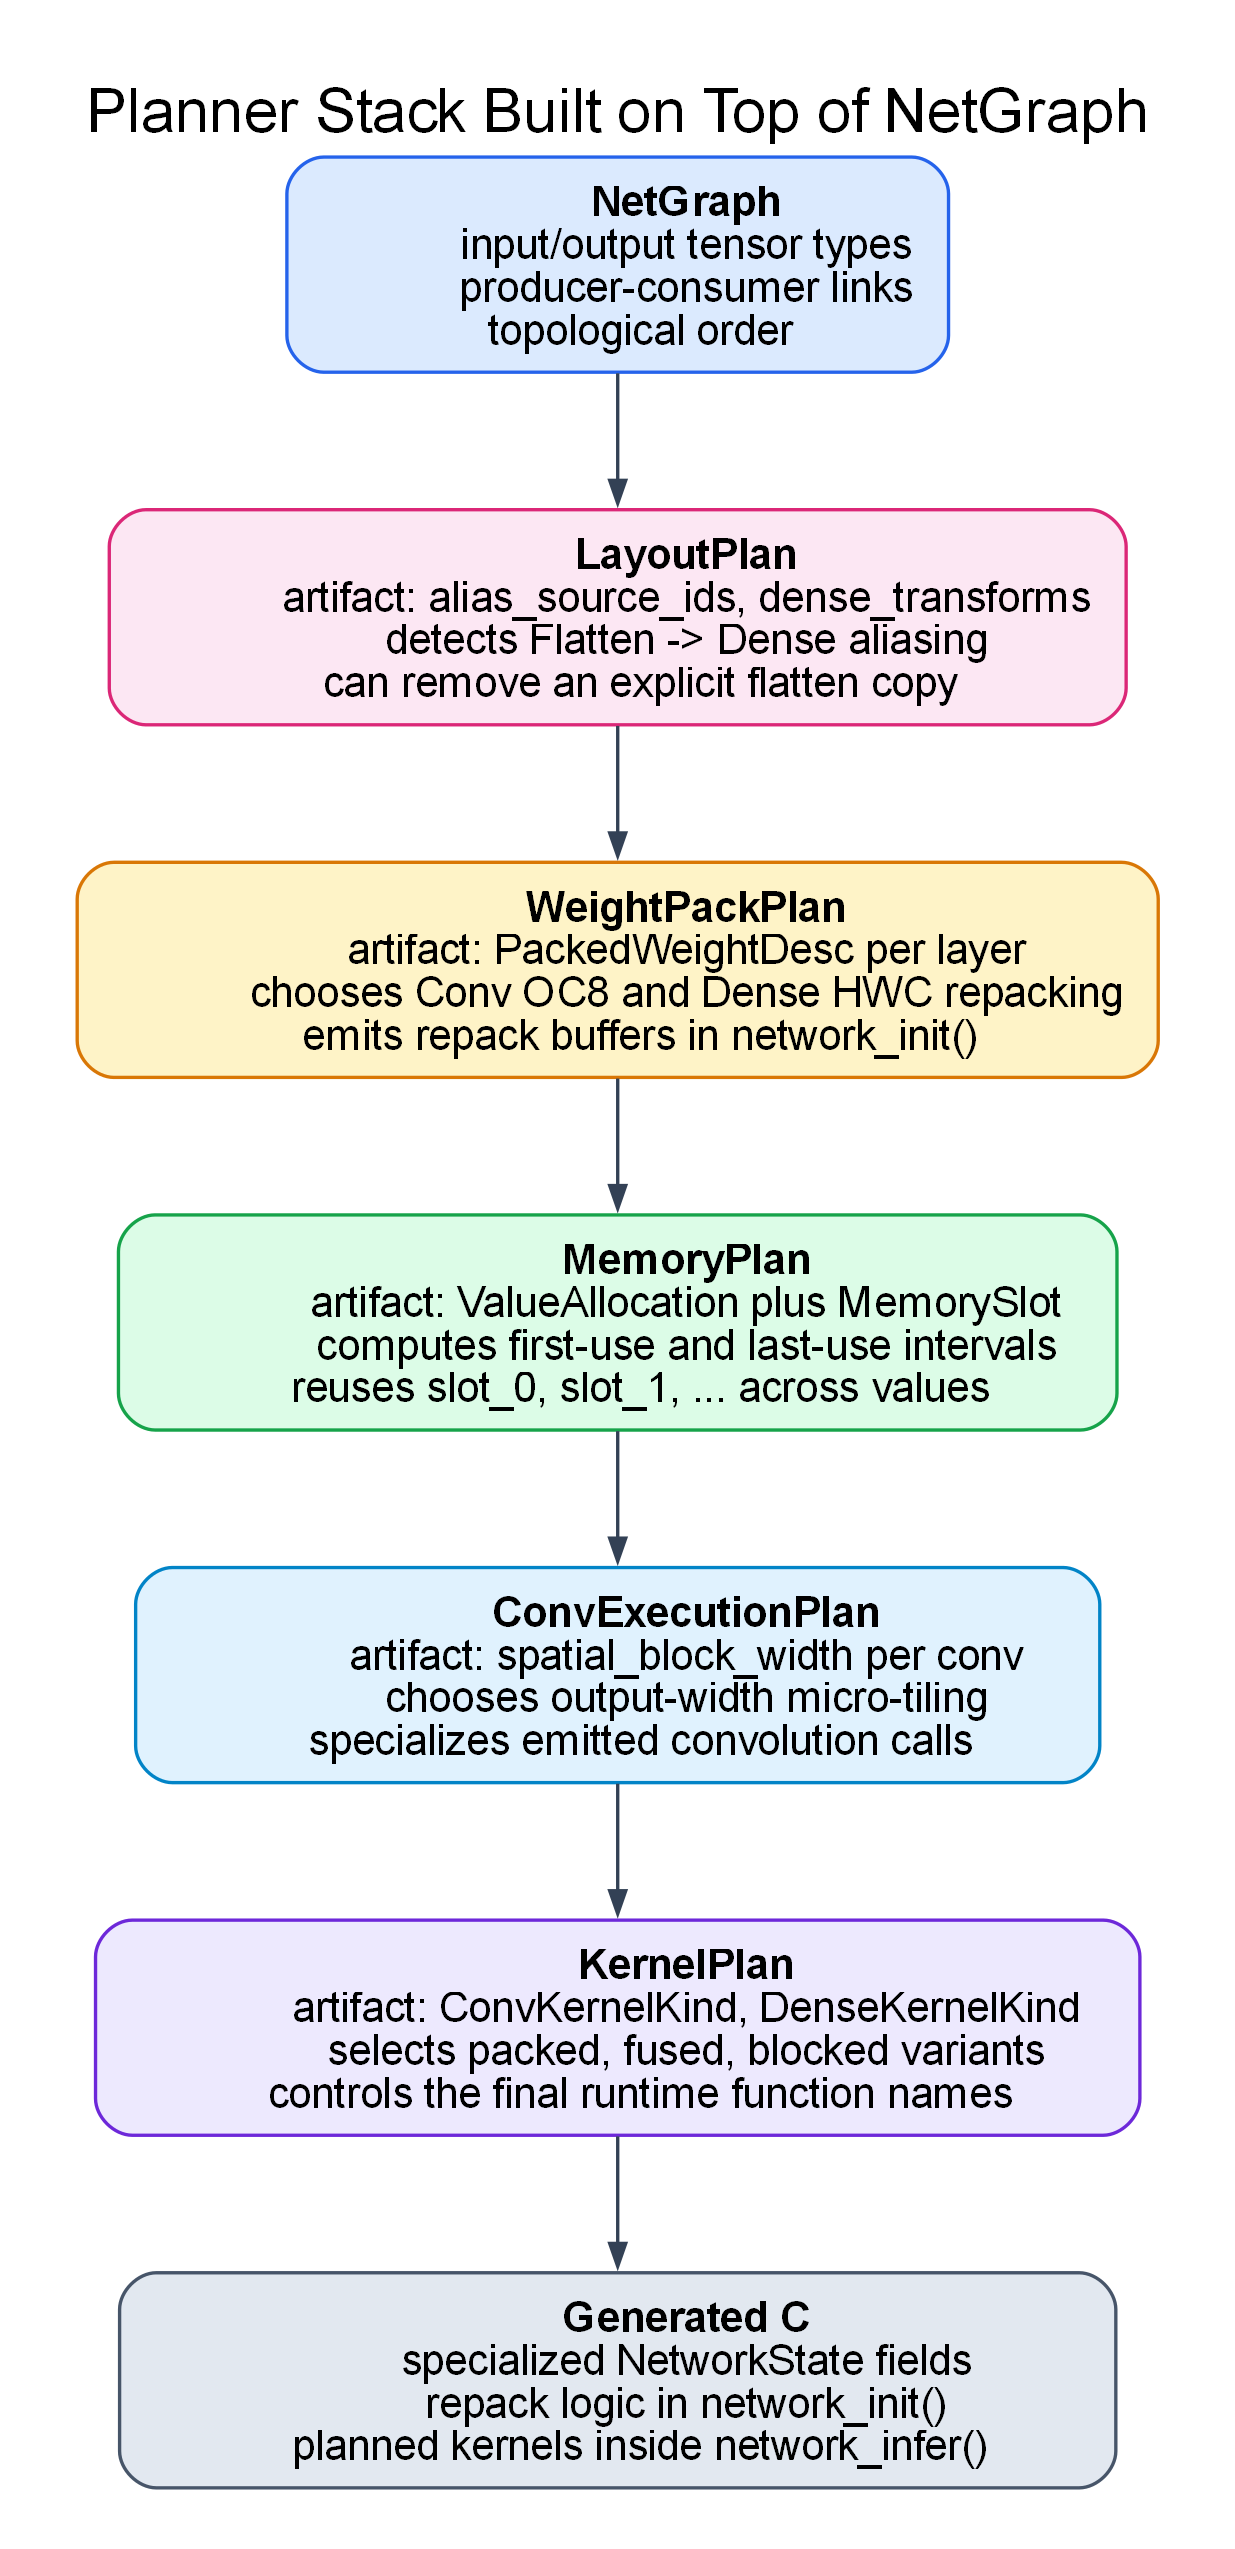 Planner Stack Built on Top of NetGraph
NetGraph
input/output tensor types
producer-consumer links
topological order
LayoutPlan
artifact: alias_source_ids, dense_transforms
detects Flatten -> Dense aliasing
can remove an explicit flatten copy
WeightPackPlan
artifact: PackedWeightDesc per layer
chooses Conv OC8 and Dense HWC repacking
emits repack buffers in network_init()
MemoryPlan
artifact: ValueAllocation plus MemorySlot
computes first-use and last-use intervals
reuses slot_0, slot_1, ... across values
ConvExecutionPlan
artifact: spatial_block_width per conv
chooses output-width micro-tiling
specializes emitted convolution calls
KernelPlan
artifact: ConvKernelKind, DenseKernelKind
selects packed, fused, blocked variants
controls the final runtime function names
Generated C
specialized NetworkState fields
repack logic in network_init()
planned kernels inside network_infer()